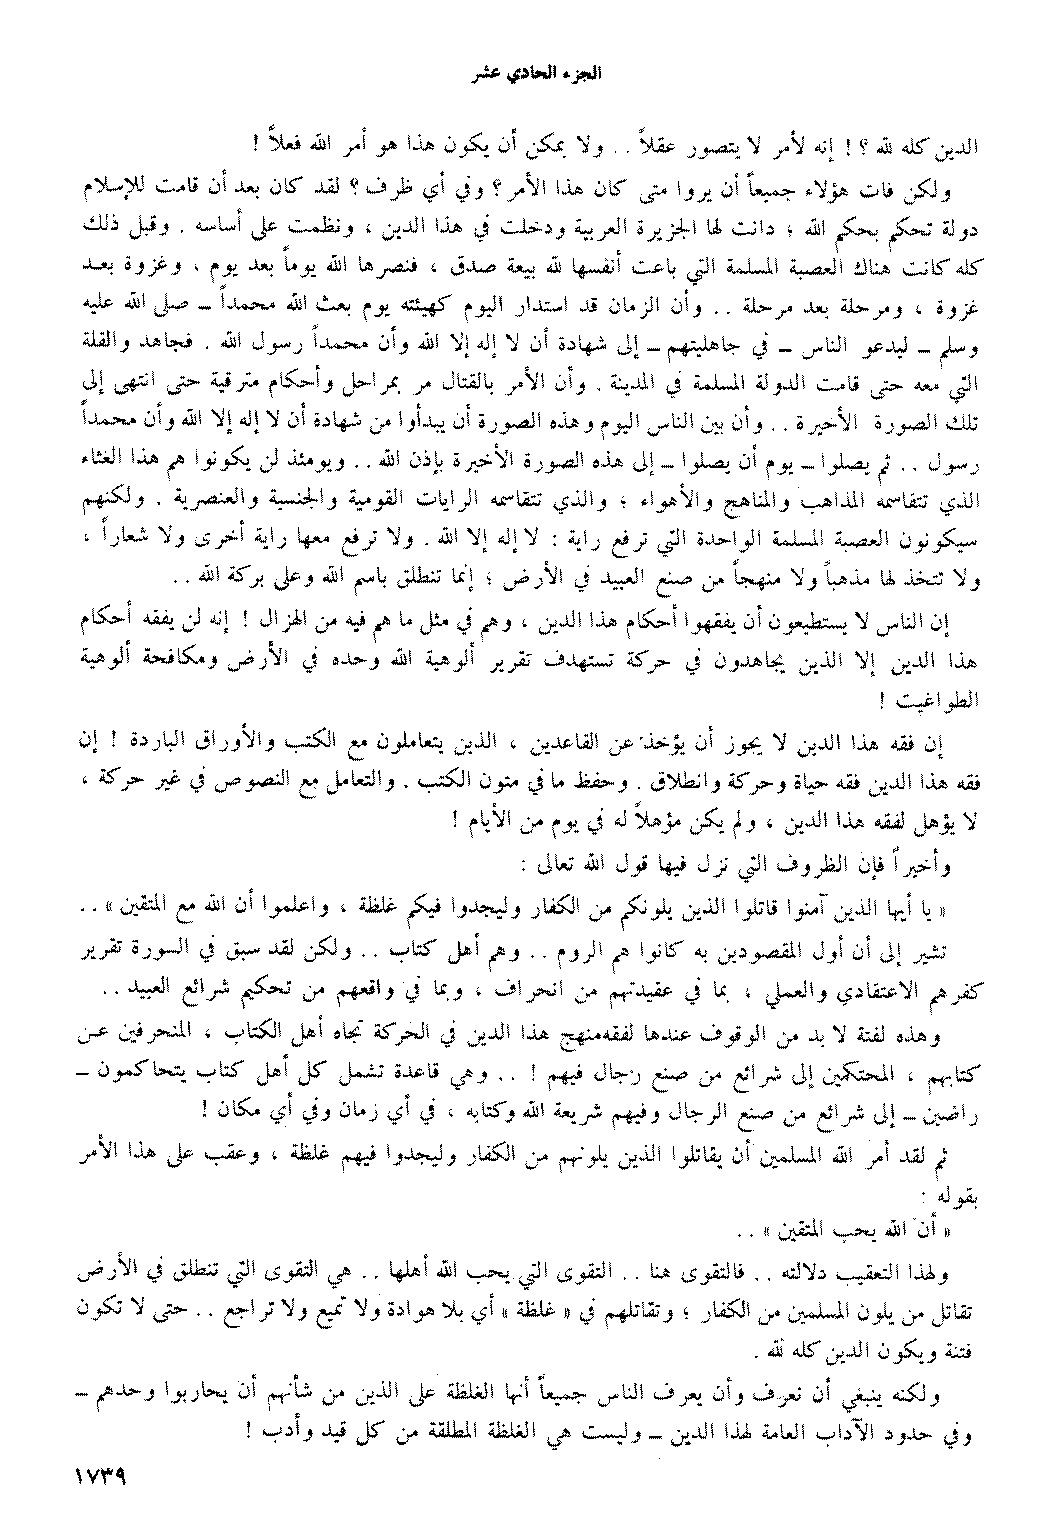 الجزء الحادي عشر
الدين كله لله ؟ ! إنه لأمر لا يتصور عقلاً .. ولا يمكن أن يكون هذا هو أمر الله فعلاً !
ولكن فات هؤلاء جميعاً أن يروا متى كان هذا الأمر ؟ وفي أي ظرف ؟ لقد كان بعد أن قامت للإسلام
دولة تحكم بحكم الله ؛ دانت لها الجزيرة العربية ودخلت في هذا الدين ، ونظمت على أساسه . وقبل ذلك
كله كانت هناك العصبة المسلمة التي باعت أنفسها لله بيعة صدق ، فنصرها الله يوماً بعد يوم ، وغزوة بعد
غزوة ، ومرحلة بعد مرحلة .. وأن الزمان قد استدار اليوم كهيئته يوم بعث الله محمداً – صلى الله عليه
وسلم – ليدعو الناس – في جاهليتهم – إلى شهادة أن لا إله إلا الله وأن محمداً رسول الله . فجاهد والقلة
التي معه حتى قامت الدولة المسلمة في المدينة . وأن الأمر بالقتال مر بمراحل وأحكام مترقية حتى انتهى إلى
تلك الصورة الأخيرة .. وأن بين الناس اليوم وهذه الصورة أن يبدأوا من شهادة أن لا إله إلا الله وأن محمداً
رسول .. ثم يصلوا – يوم أن يصلوا – إلى هذه الصورة الأخيرة بإذن الله .. ويومئذ لن يكونوا هم هذا الغثاء
الذي تتقاسمه المذاهب والمناهج والأهواء ؛ والذي تتقاسمه الرايات القومية والجنسية والعنصرية . ولكنهم
سيكونون العصبة المسلمة الواحدة التي ترفع راية : لا إله إلا الله . ولا ترفع معها راية أخرى ولا شعاراً ،
ولا تتخذ لها مذهباً ولا منهجاً من صنع العبيد في الأرض ؛ إنما تنطلق باسم الله وعلى بركة الله ..
إن الناس لا يستطيعون أن يفقهوا أحكام هذا الدين ، وهم في مثل ما هم فيه من الهزال ! إنه لن يفقه أحكام
هذا الدين إلا الذين يجاهدون في حركة تستهدف تقرير ألوهية الله وحده في الأرض ومكافحة ألوهية
الطواغيت !
إن فقه هذا الدين لا يجوز أن يؤخذ عن القاعدين ، الذين يتعاملون مع الكتب والأوراق الباردة ! إن
فقه هذا الدين فقه حياة وحركة وانطلاق . وحفظ ما في متون الكتب . والتعامل مع النصوص في غير حركة ،
لا يؤهل لفقه هذا الدين ، ولم يكن مؤهلاً له في يوم من الأيام !
وأخيراً فإن الظروف التي نزل فيها قول الله تعالى :
« يا أيها الذين آمنوا قاتلوا الذين يلونكم من الكفار وليجدوا فيكم غلظة ، واعلموا أن الله مع المتقين » ..
تشير إلى أن أول المقصودين به كانوا هم الروم .. وهم أهل كتاب .. ولكن لقد سبق في السورة تقرير
كفرهم الاعتقادي والعملي ، بما في عقيدتهم من انحراف ، وبما في واقعهم من تحكيم شرائع العبيد ..
وهذه لفتة لا بد من الوقوف عندها لفقه منهج هذا الدين في الحركة تجاه أهل الكتاب ، المنحرفين عن
كتابهم ، المحتكمين إلى شرائع من صنع رجال فيهم ! .. وهي قاعدة تشمل كل أهل كتاب يتحاكمون –
راضين – إلى شرائع من صنع الرجال وفيهم شريعة الله وكتابه ، في أي زمان وفي أي مكان !
ثم لقد أمر الله المسلمين أن يقاتلوا الذين يلونهم من الكفار وليجدوا فيهم غلظة ، وعقب على هذا الأمر
بقوله :
« أن الله يحب المتقين » ..
ولهذا التعقيب دلالته .. فالتقوى هنا .. التقوى التي يحب الله أهلها .. هي التقوى التي تنطلق في الأرض
تقاتل من يلون المسلمين من الكفار ؛ وتقاتلهم في « غلظة » أي بلا هوادة ولا تميع ولا تراجع .. حتى لا تكون
فتنة ويكون الدين كله لله .
ولكنه ينبغي أن نعرف وأن يعرف الناس جميعاً أنها الغلظة على الذين من شأنهم أن يحاربوا وحدهم –
وفي حدود الآداب العامة لهذا الدين – وليست هي الغلظة المطلقة من كل قيد وأدب !
١٧٣٩